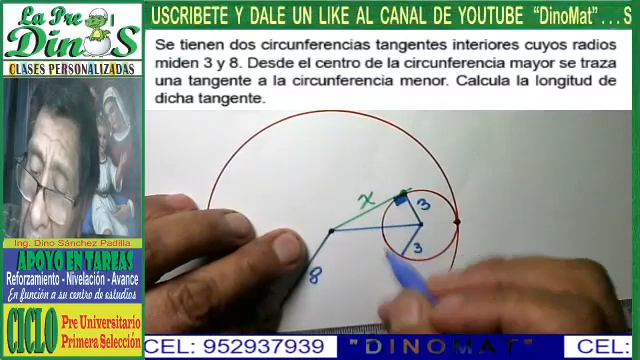 La Pre
DinoS
CLASES PERSONALIZADAS
USCRIBETE Y DALE UN LIKE AL CANAL DE YOUTUBE “DinoMat”. . .S
Se tienen dos circunferencias tangentes interiores cuyos radios
miden 3 y 8. Desde el centro de la circunferencia mayor se traza
una tangente a la circunferencia menor. Calcula la longitud de
dicha tangente.
x
3
3
8
Ing. Dino Sánchez Padilla
APOYO EN TAREAS
Reforzamiento - Nivelación - Avance
En función a su centro de estudios
CICLO Pre Universitario
Primera Selección
CEL: 952937939 "DINOMAT" CEL: